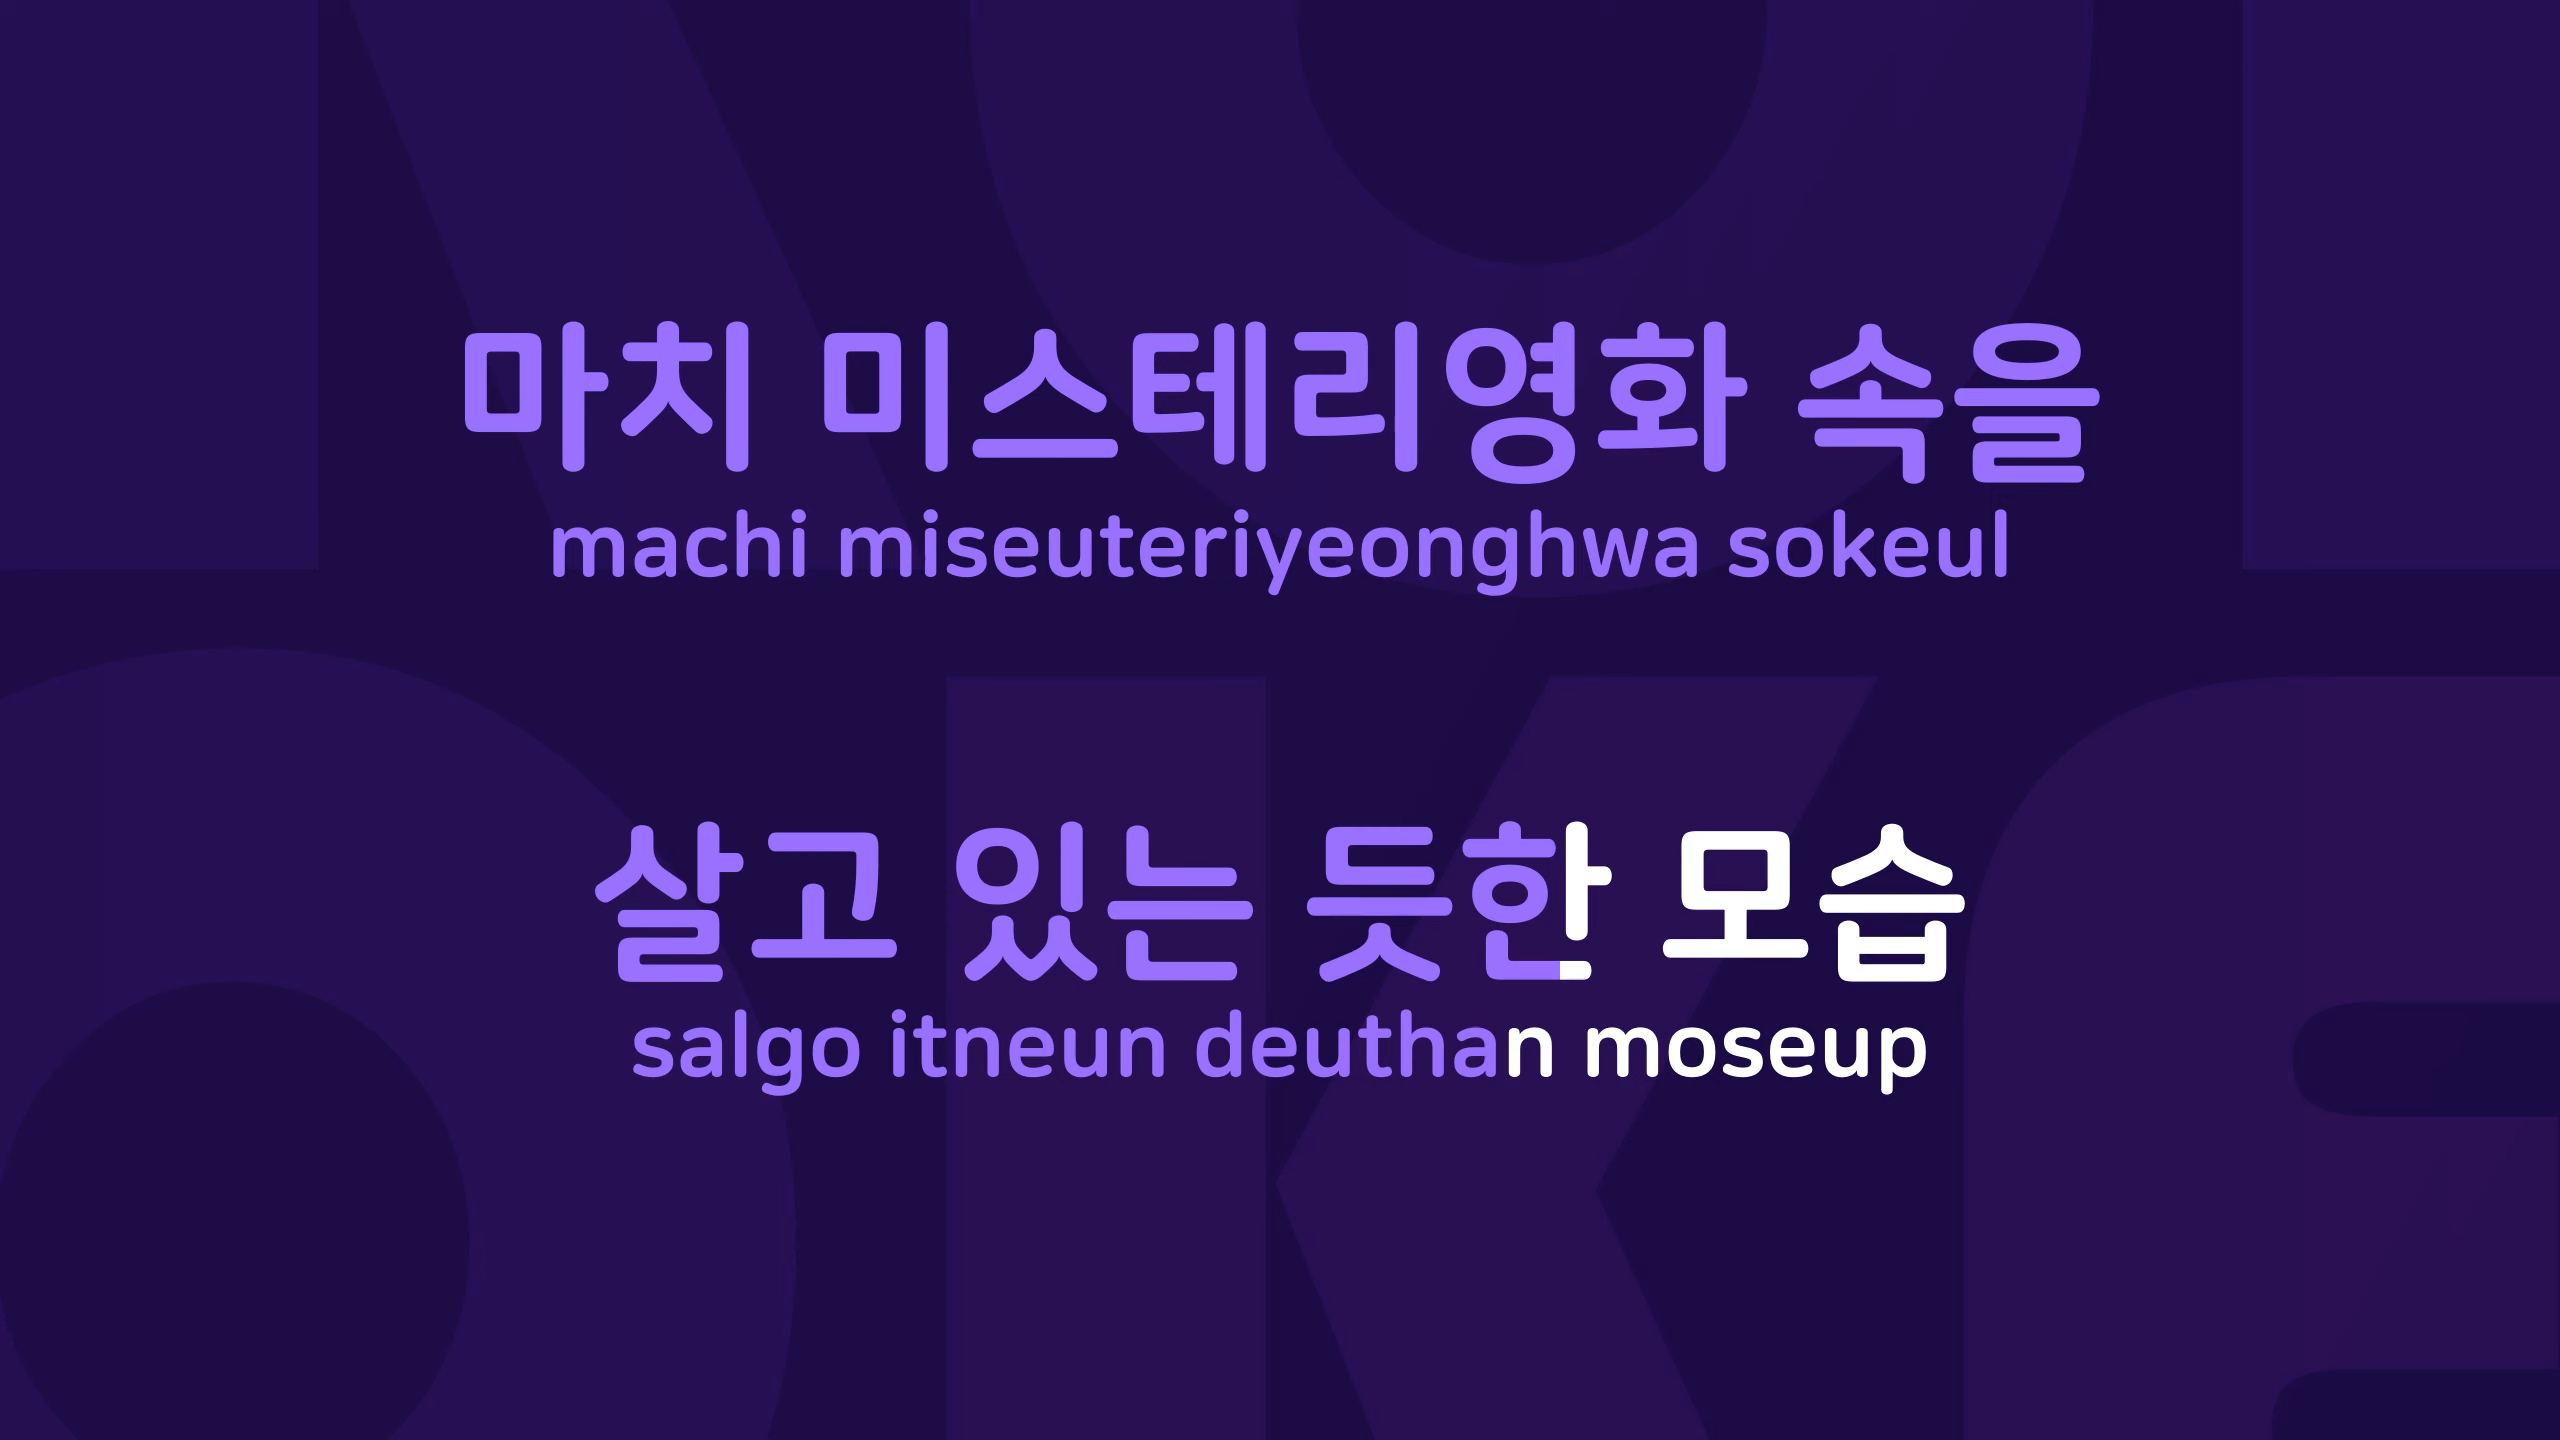 마치 미스테리영화 속을
machi miseuteriyeonghwa sokeul
살고 있는 듯한 모습
salgo itneun deuthan moseup